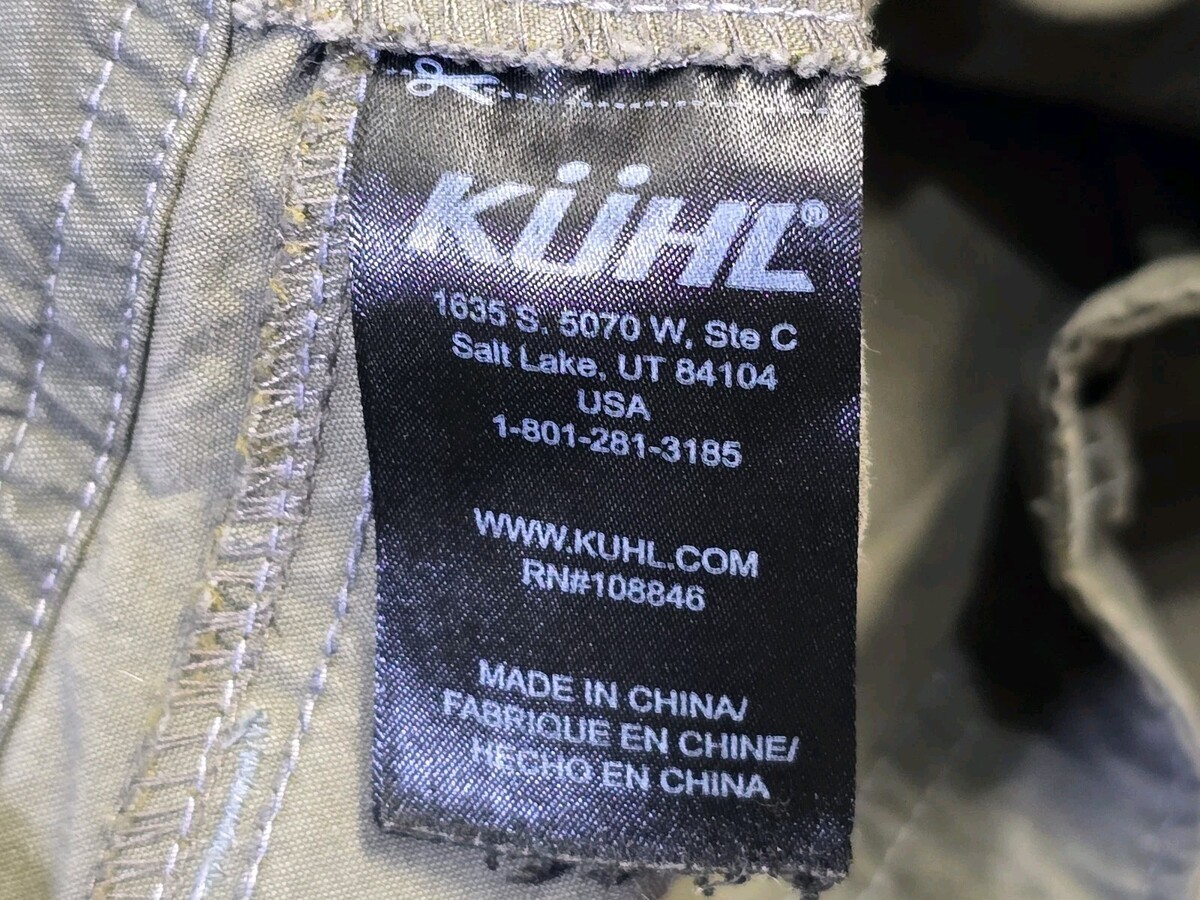 KÜHL®
1635 S. 5070 W, Ste C
Salt Lake, UT 84104
USA
1-801-281-3185
WWW.KUHL.COM
RN#108846
MADE IN CHINA/
FABRIQUE EN CHINE/
HECHO EN CHINA